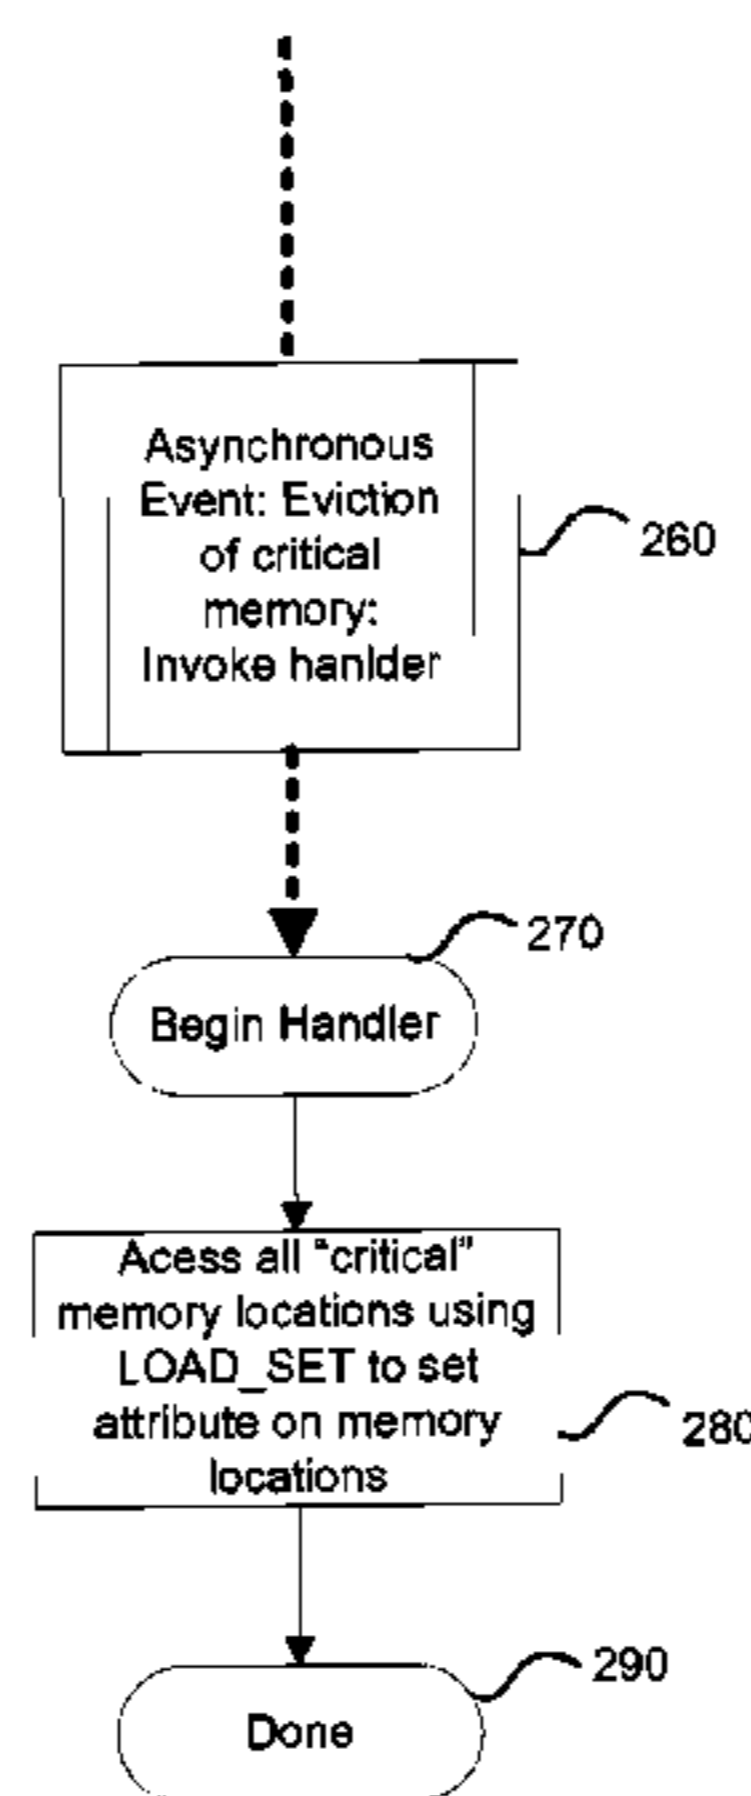 Asynchronous
Event: Eviction
of critical
memory:
Invoke hanlder
260
270
Begin Handler
Acess all "critical"
memory locations using
LOAD_SET to set
attribute on memory
locations
280
290
Done